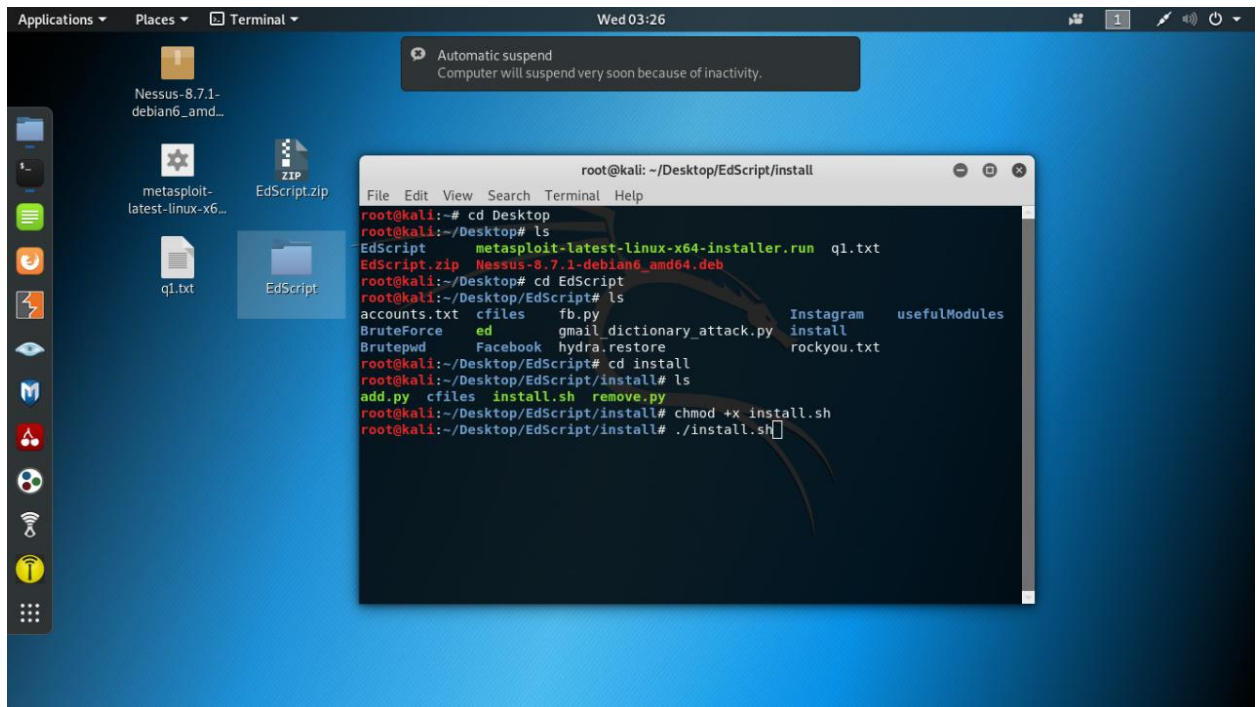 Applications Places Terminal Wed 03:26 1
Automatic suspend
Computer will suspend very soon because of inactivity.
Nessus-8.7.1-
debian6_amd…
metasploit-
latest-linux-x6…
ZIP
EdScript.zip
q1.txt
EdScript
root@kali: ~/Desktop/EdScript/install
File Edit View Search Terminal Help
root@kali:~# cd Desktop
root@kali:~/Desktop# ls
EdScript metasploit-latest-linux-x64-installer.run q1.txt
EdScript.zip Nessus-8.7.1-debian6_amd64.deb
root@kali:~/Desktop# cd EdScript
root@kali:~/Desktop/EdScript# ls
accounts.txt cfiles fb.py Instagram usefulModules
BruteForce ed gmail_dictionary_attack.py install
Brutepwd Facebook hydra.restore rockyou.txt
root@kali:~/Desktop/EdScript# cd install
root@kali:~/Desktop/EdScript/install# ls
add.py cfiles install.sh remove.py
root@kali:~/Desktop/EdScript/install# chmod +x install.sh
root@kali:~/Desktop/EdScript/install# ./install.sh